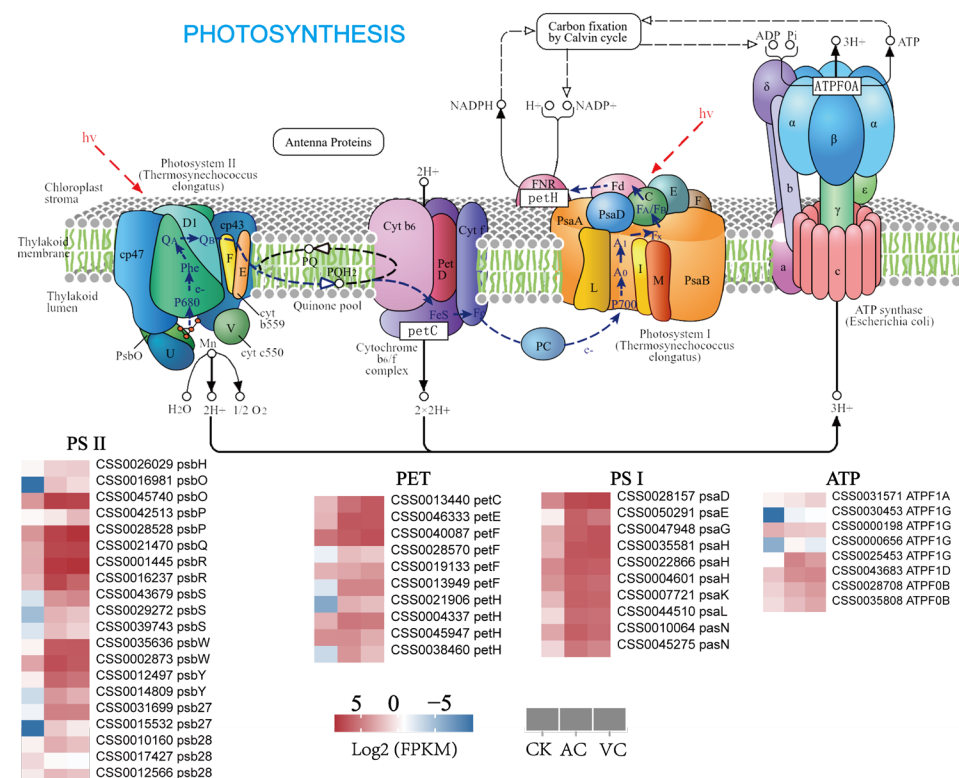 PHOTOSYNTHESIS
Carbon fixation
by Calvin cycle
ADP Pi
3H+
ATP
NADPH
H+
NADP+
hν
Antenna Proteins
hν
Photosystem II
(Thermosynechococcus
elongatus)
Chloroplast
stroma
2H+
FNR
petH
Fd
C
E
F
FA/FB
PsaA
PsaD
Fx
δ
ATPF0A
α
β
α
b
ε
γ
D1
cp43
QA
QB
Cyt b6
Cyt f
A1
Thylakoid
membrane
cp47
Phe
F
E
PQ
PQH2
Pet
D
A0
L
I
M
PsaB
a
c
Thylakoid
lumen
e-
P680
cyt
b559
Quinone pool
FeS
petC
P700
PsbO
U
V
Mn
cyt c550
Cytochrome
b6/f
complex
PC
e-
Photosystem I
(Thermosynechococcus
elongatus)
ATP synthase
(Escherichia coli)
H2O
2H+
1/2 O2
2×2H+
3H+
PS II
CSS0026029 psbH
CSS0016981 psbO
CSS0045740 psbO
CSS0042513 psbP
CSS0028528 psbP
CSS0021470 psbQ
CSS0001445 psbR
CSS0016237 psbR
CSS0043679 psbS
CSS0029272 psbS
CSS0039743 psbS
CSS0035636 psbW
CSS0002873 psbW
CSS0012497 psbY
CSS0014809 psbY
CSS0031699 psb27
CSS0015532 psb27
CSS0010160 psb28
CSS0017427 psb28
CSS0012566 psb28
PET
CSS0013440 petC
CSS0046333 petE
CSS0040087 petF
CSS0028570 petF
CSS0019133 petF
CSS0013949 petF
CSS0021906 petH
CSS0004337 petH
CSS0045947 petH
CSS0038460 petH
PS I
CSS0028157 psaD
CSS0050291 psaE
CSS0047948 psaG
CSS0035581 psaH
CSS0022866 psaH
CSS0004601 psaH
CSS0007721 psaK
CSS0044510 psaL
CSS0010064 pasN
CSS0045275 pasN
ATP
CSS0031571 ATPF1A
CSS0030453 ATPF1G
CSS0000198 ATPF1G
CSS0000656 ATPF1G
CSS0025453 ATPF1G
CSS0043683 ATPF1D
CSS0028708 ATPF0B
CSS0035808 ATPF0B
5 0 −5
Log2 (FPKM)
CK AC VC